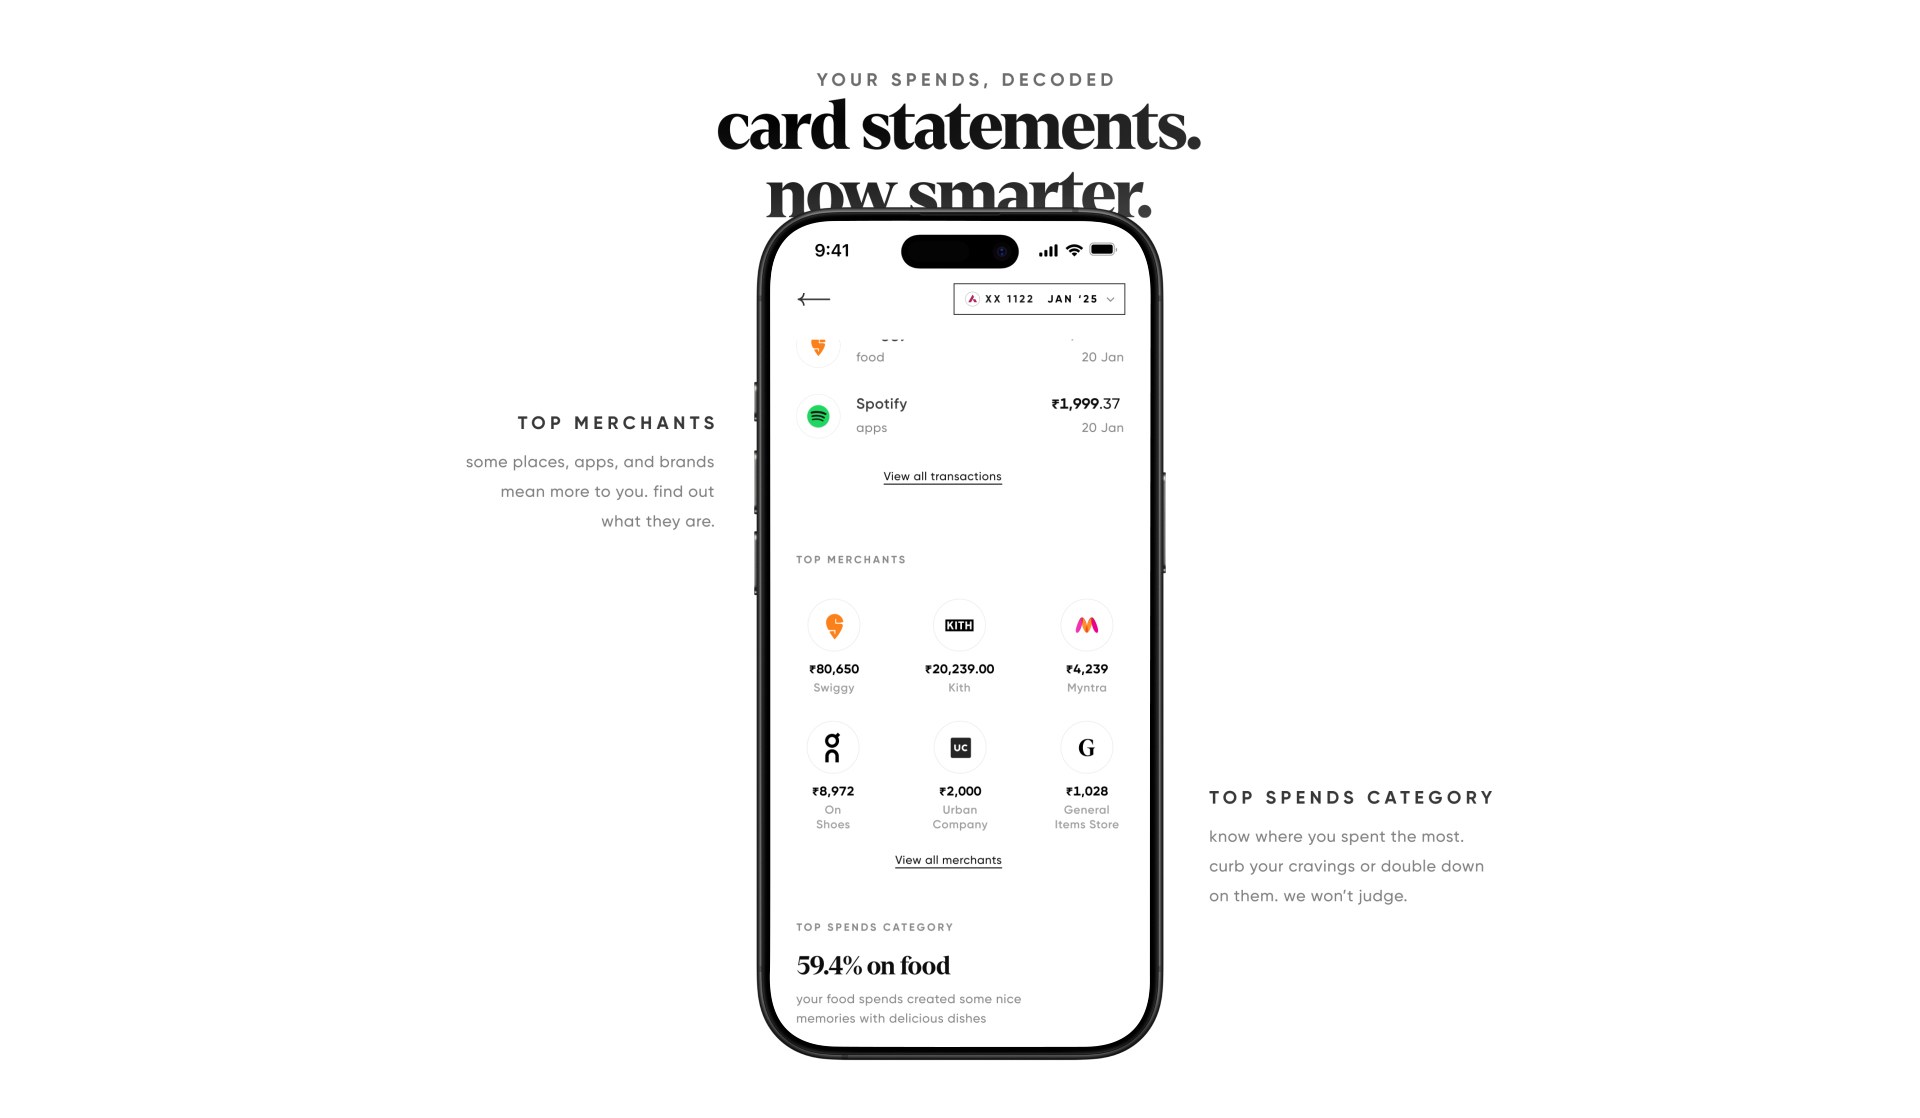 YOUR SPENDS, DECODED
card statements.
now smarter.
9:41
XX 1122 JAN ‘25
food 20 Jan
Spotify ₹1,999.37
apps 20 Jan
View all transactions
TOP MERCHANTS
some places, apps, and brands
mean more to you. find out
what they are.
TOP MERCHANTS
KITH
₹80,650 ₹20,239.00 ₹4,239
Swiggy Kith Myntra
UC G
₹8,972 ₹2,000 ₹1,028
On Urban General
Shoes Company Items Store
View all merchants
TOP SPENDS CATEGORY
know where you spent the most.
curb your cravings or double down
on them. we won’t judge.
TOP SPENDS CATEGORY
59.4% on food
your food spends created some nice
memories with delicious dishes